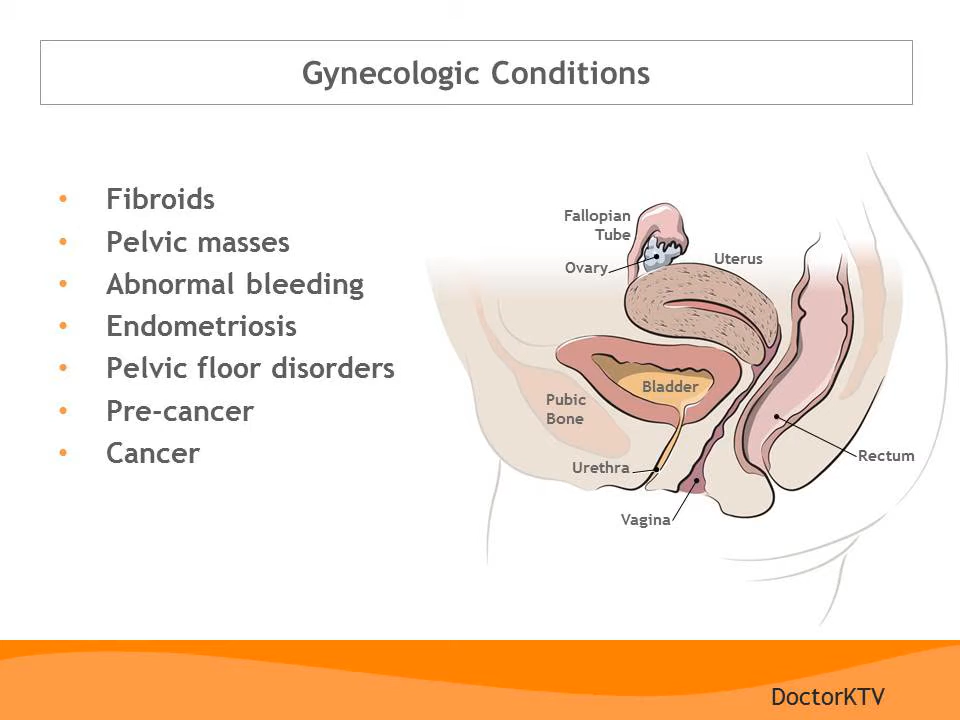 Gynecologic Conditions
• Fibroids
• Pelvic masses
• Abnormal bleeding
• Endometriosis
• Pelvic floor disorders
• Pre-cancer
• Cancer
Fallopian
Tube
Ovary
Uterus
Bladder
Pubic
Bone
Rectum
Urethra
Vagina
DoctorKTV